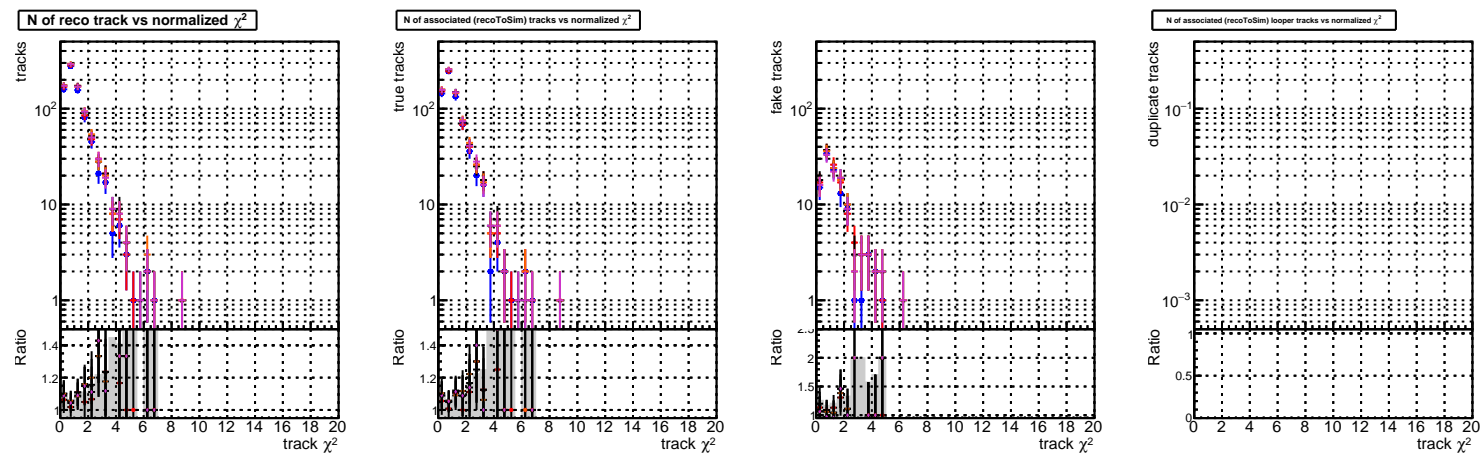 N of reco track vs normalized χ²
tracks
10²
10
1
Ratio
1.4
1.2
1
0 2 4 6 8 10 12 14 16 18 20
track χ²
N of associated (recoToSim) tracks vs normalized χ²
true tracks
10²
10
1
Ratio
1.4
1.2
1
0 2 4 6 8 10 12 14 16 18 20
track χ²
fake tracks
10²
10
1
Ratio
2.5
2
1.5
1
0 2 4 6 8 10 12 14 16 18 20
track χ²
N of associated (recoToSim) looper tracks vs normalized χ²
duplicate tracks
10⁻¹
10⁻²
10⁻³
Ratio
1
0.5
0
0 2 4 6 8 10 12 14 16 18 20
track χ²